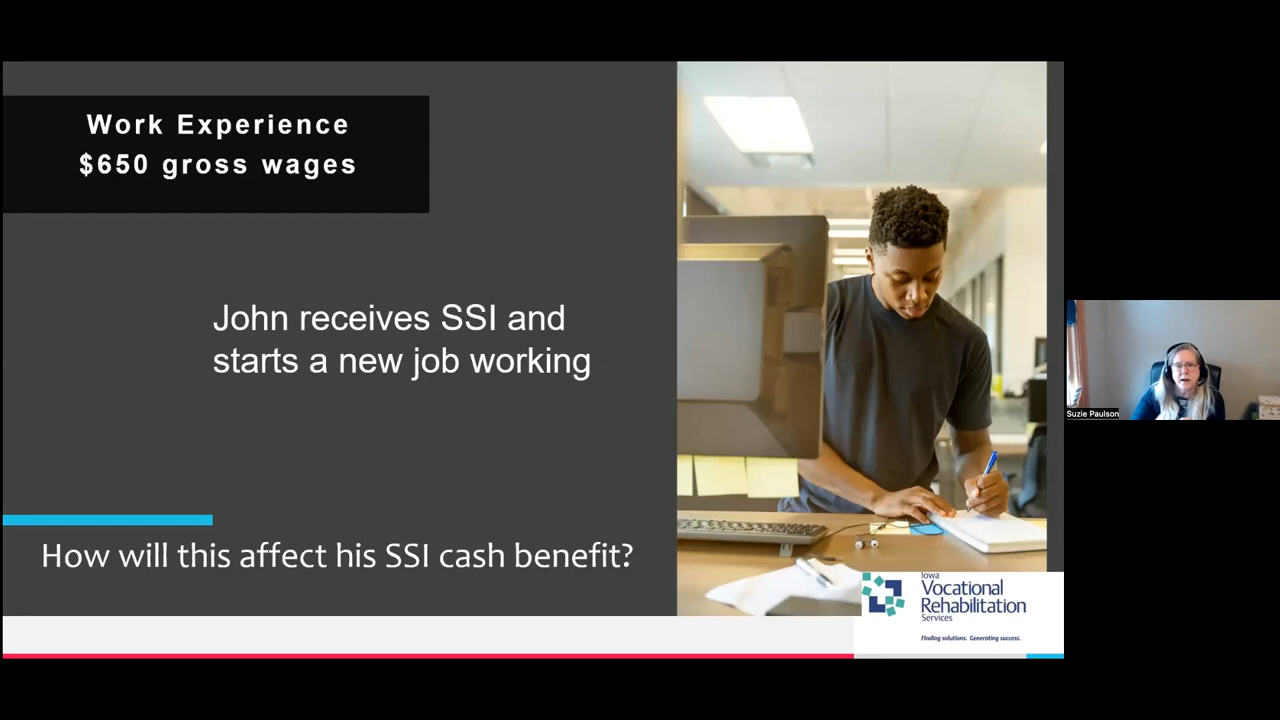 Work Experience
$650 gross wages
John receives SSI and
starts a new job working
How will this affect his SSI cash benefit?
Iowa
Vocational
Rehabilitation
Services
Finding solutions. Generating success.
Suzie Paulson